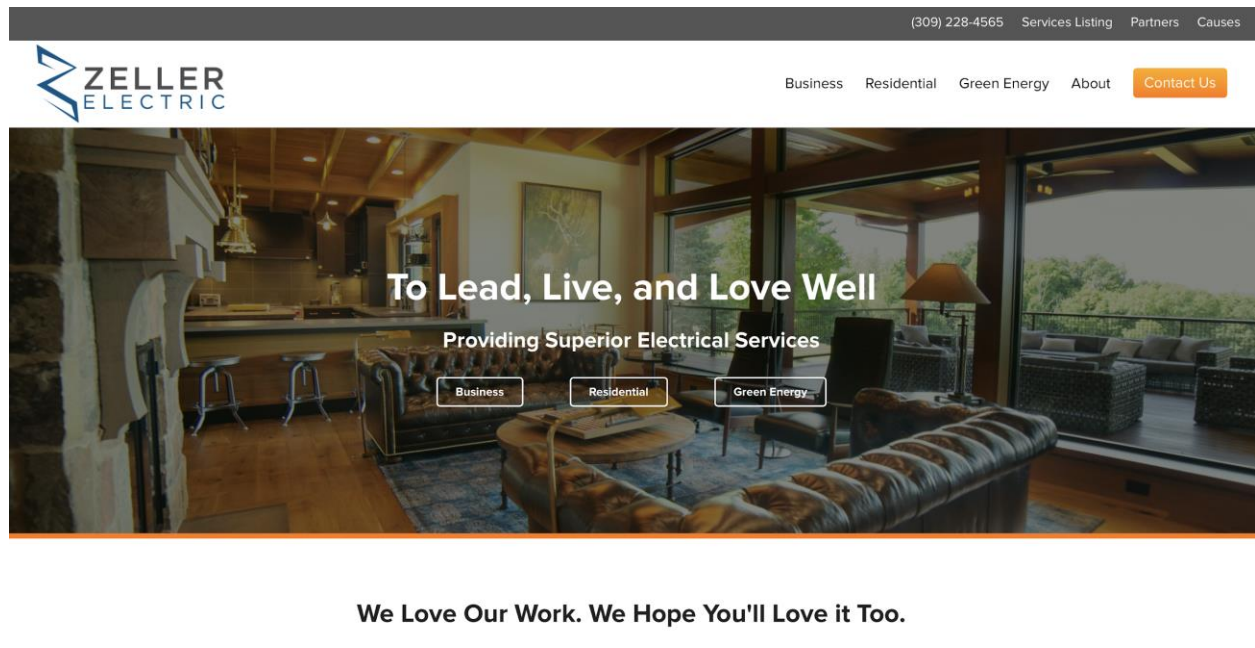 (309) 228-4565 Services Listing Partners Causes
ZELLER
ELECTRIC
Business Residential Green Energy About Contact Us
To Lead, Live, and Love Well
Providing Superior Electrical Services
Business Residential Green Energy
We Love Our Work. We Hope You'll Love it Too.